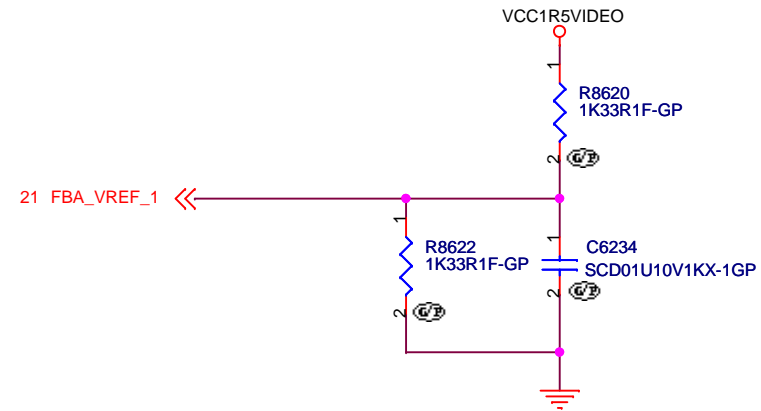 VCC1R5VIDEO
1
R8620
1K33R1F-GP
2 G/P
21 FBA_VREF_1
1
R8622
1K33R1F-GP
2 G/P
1
C6234
SCD01U10V1KX-1GP
2 G/P